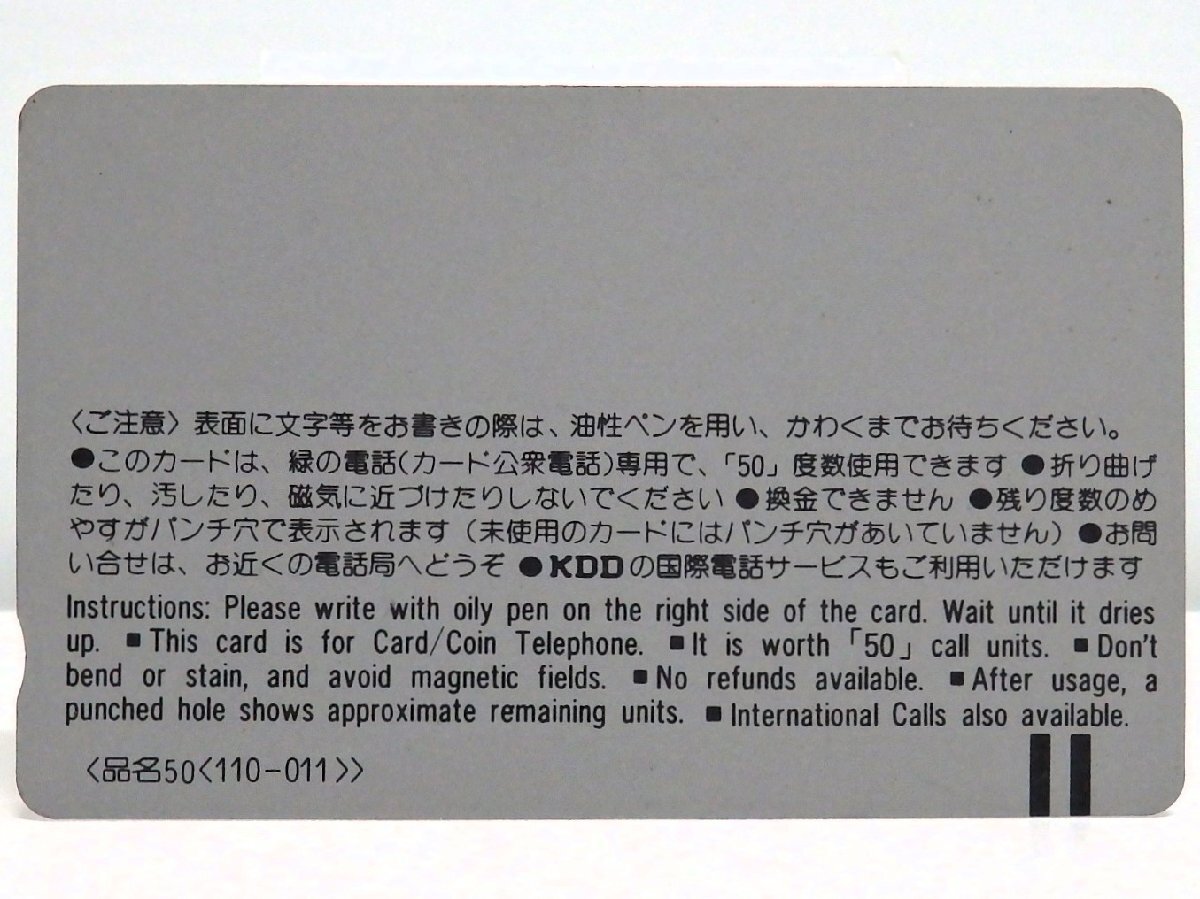 〈ご注意〉表面に文字等をお書きの際は、油性ペンを用い、かわくまでお待ちください。
●このカードは、緑の電話(カード公衆電話)専用で、「50」度数使用できます ●折り曲げ
たり、汚したり、磁気に近づけたりしないでください ●換金できません ●残り度数のめ
やすがパンチ穴で表示されます(未使用のカードにはパンチ穴があいていません) ●お問
い合せは、お近くの電話局へどうぞ ●KDDの国際電話サービスもご利用いただけます
Instructions: Please write with oily pen on the right side of the card. Wait until it dries
up. ■This card is for Card/Coin Telephone. ■It is worth「50」call units. ■Don't
bend or stain, and avoid magnetic fields. ■No refunds available. ■After usage, a
punched hole shows approximate remaining units. ■International Calls also available.
〈品名50〈110-011〉〉